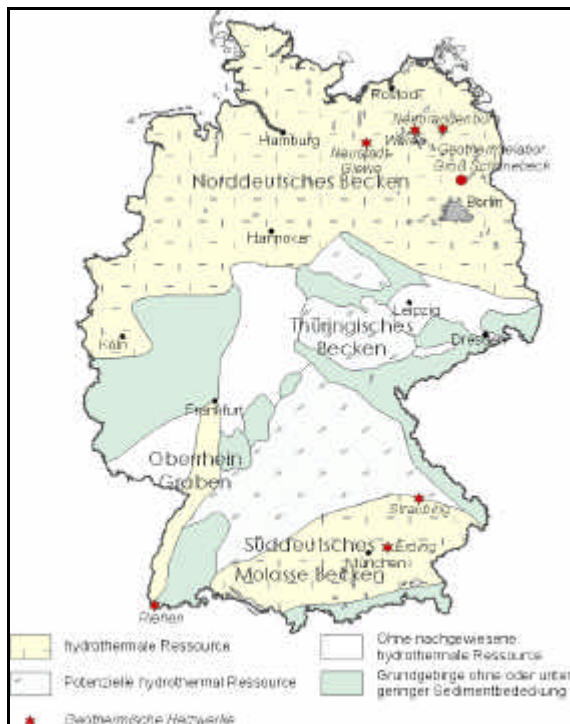 Rostock
Neubrandenburg
Waren
Hamburg
Neustadt-
Glewe
Geothermielabor
Groß Schönebeck
Norddeutsches Becken
Berlin
Hannover
Leipzig
Thüringisches
Becken
Köln
Dresden
Frankfurt
Oberrhein
Graben
Straubing
Süddeutsches
Erding
München
Molasse Becken
Riehen
hydrothermale Ressource
Ohne nachgewiesene
hydrothermale Ressource
Potenzielle hydrothermal Ressource
Grundgebirge ohne oder unter
geringer Sedimentbedeckung
Geothermische Heizwerke